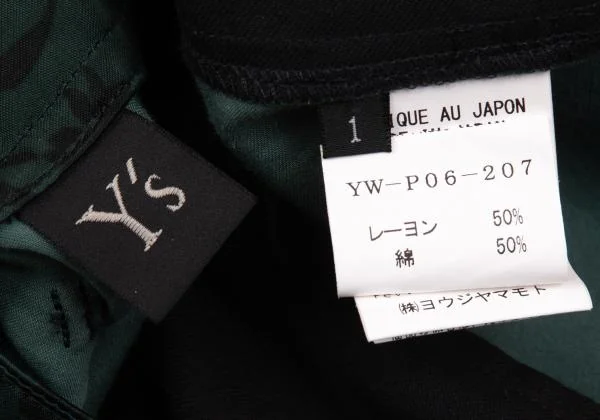 Y's
1
IQUE AU JAPON
YW-P06-207
レーヨン 50%
綿 50%
㈱ヨウジヤマモト